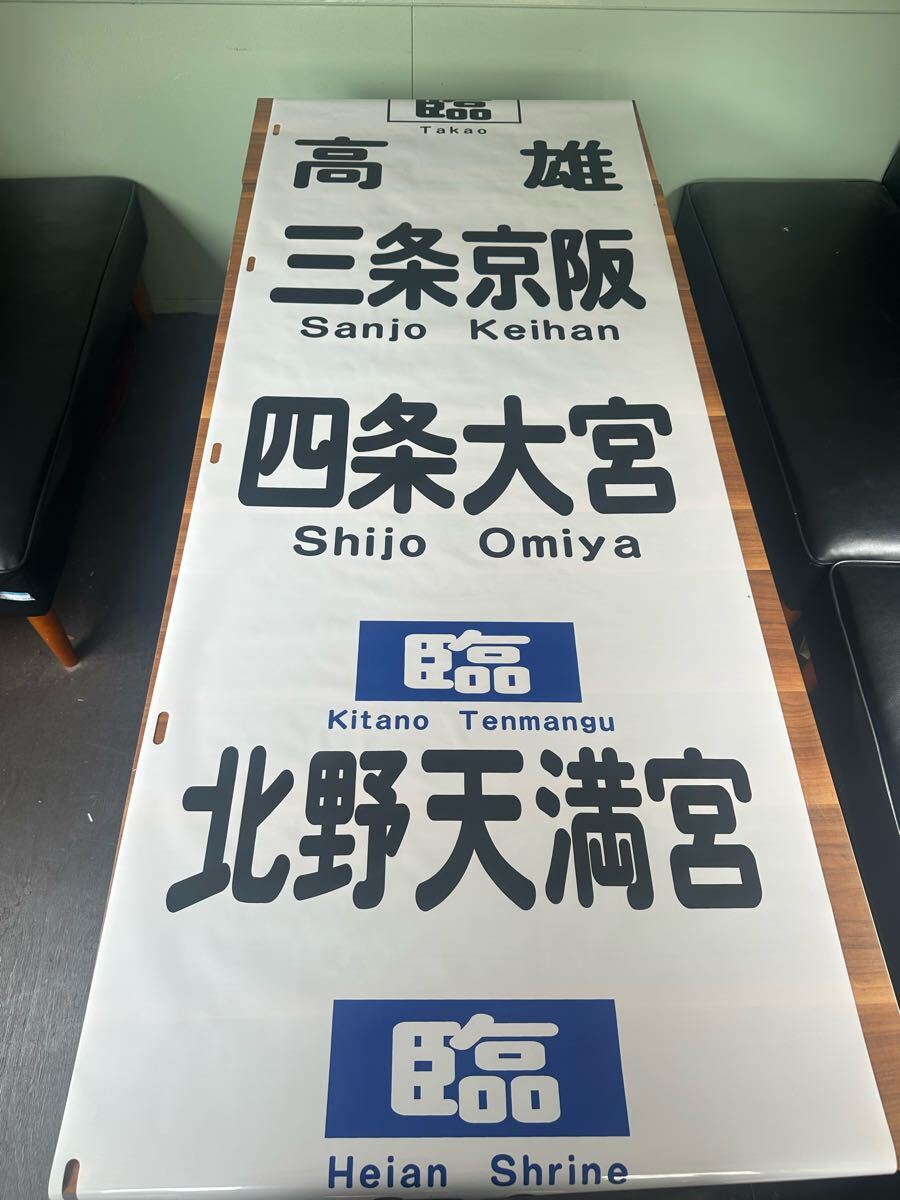 臨
Takao
高 雄
三条京阪
Sanjo Keihan
四条大宮
Shijo Omiya
臨
Kitano Tenmangu
北野天満宮
臨
Heian Shrine